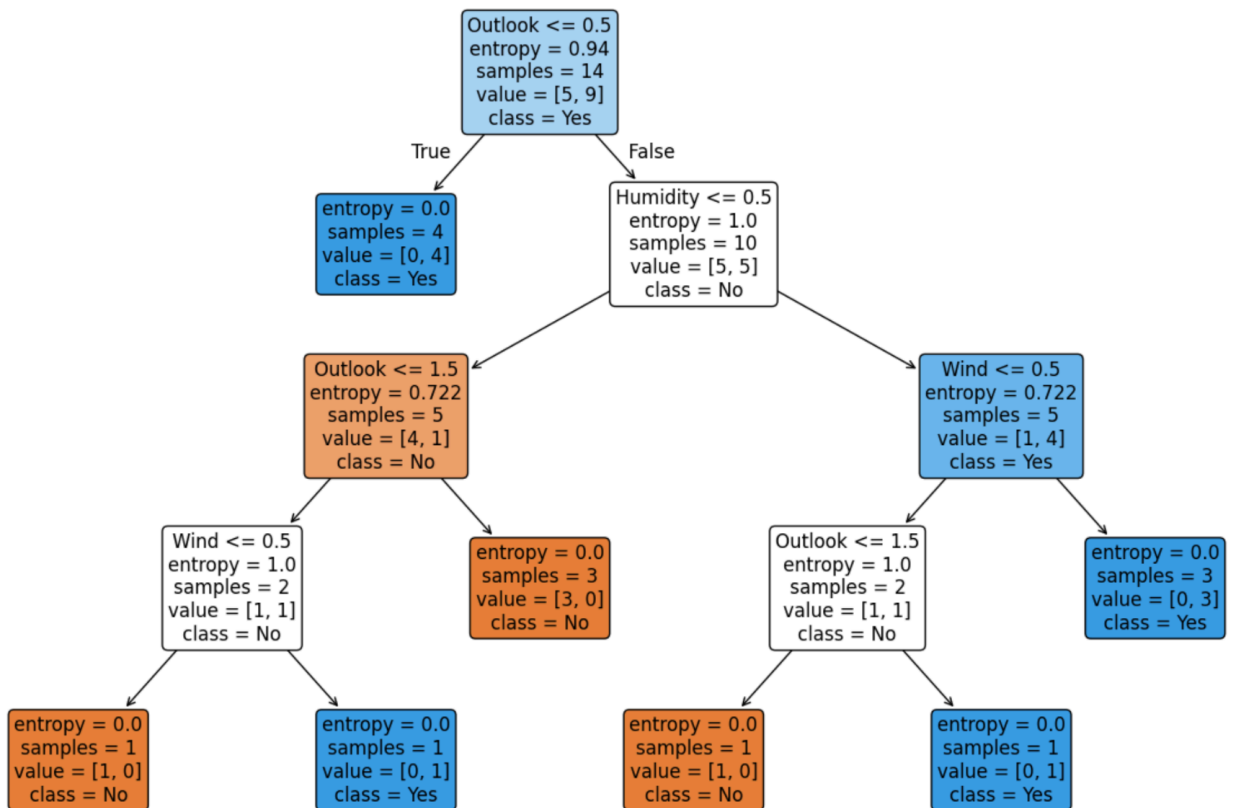 Outlook <= 0.5
entropy = 0.94
samples = 14
value = [5, 9]
class = Yes
True
False
entropy = 0.0
samples = 4
value = [0, 4]
class = Yes
Humidity <= 0.5
entropy = 1.0
samples = 10
value = [5, 5]
class = No
Outlook <= 1.5
entropy = 0.722
samples = 5
value = [4, 1]
class = No
Wind <= 0.5
entropy = 0.722
samples = 5
value = [1, 4]
class = Yes
Wind <= 0.5
entropy = 1.0
samples = 2
value = [1, 1]
class = No
entropy = 0.0
samples = 3
value = [3, 0]
class = No
Outlook <= 1.5
entropy = 1.0
samples = 2
value = [1, 1]
class = No
entropy = 0.0
samples = 3
value = [0, 3]
class = Yes
entropy = 0.0
samples = 1
value = [1, 0]
class = No
entropy = 0.0
samples = 1
value = [0, 1]
class = Yes
entropy = 0.0
samples = 1
value = [1, 0]
class = No
entropy = 0.0
samples = 1
value = [0, 1]
class = Yes